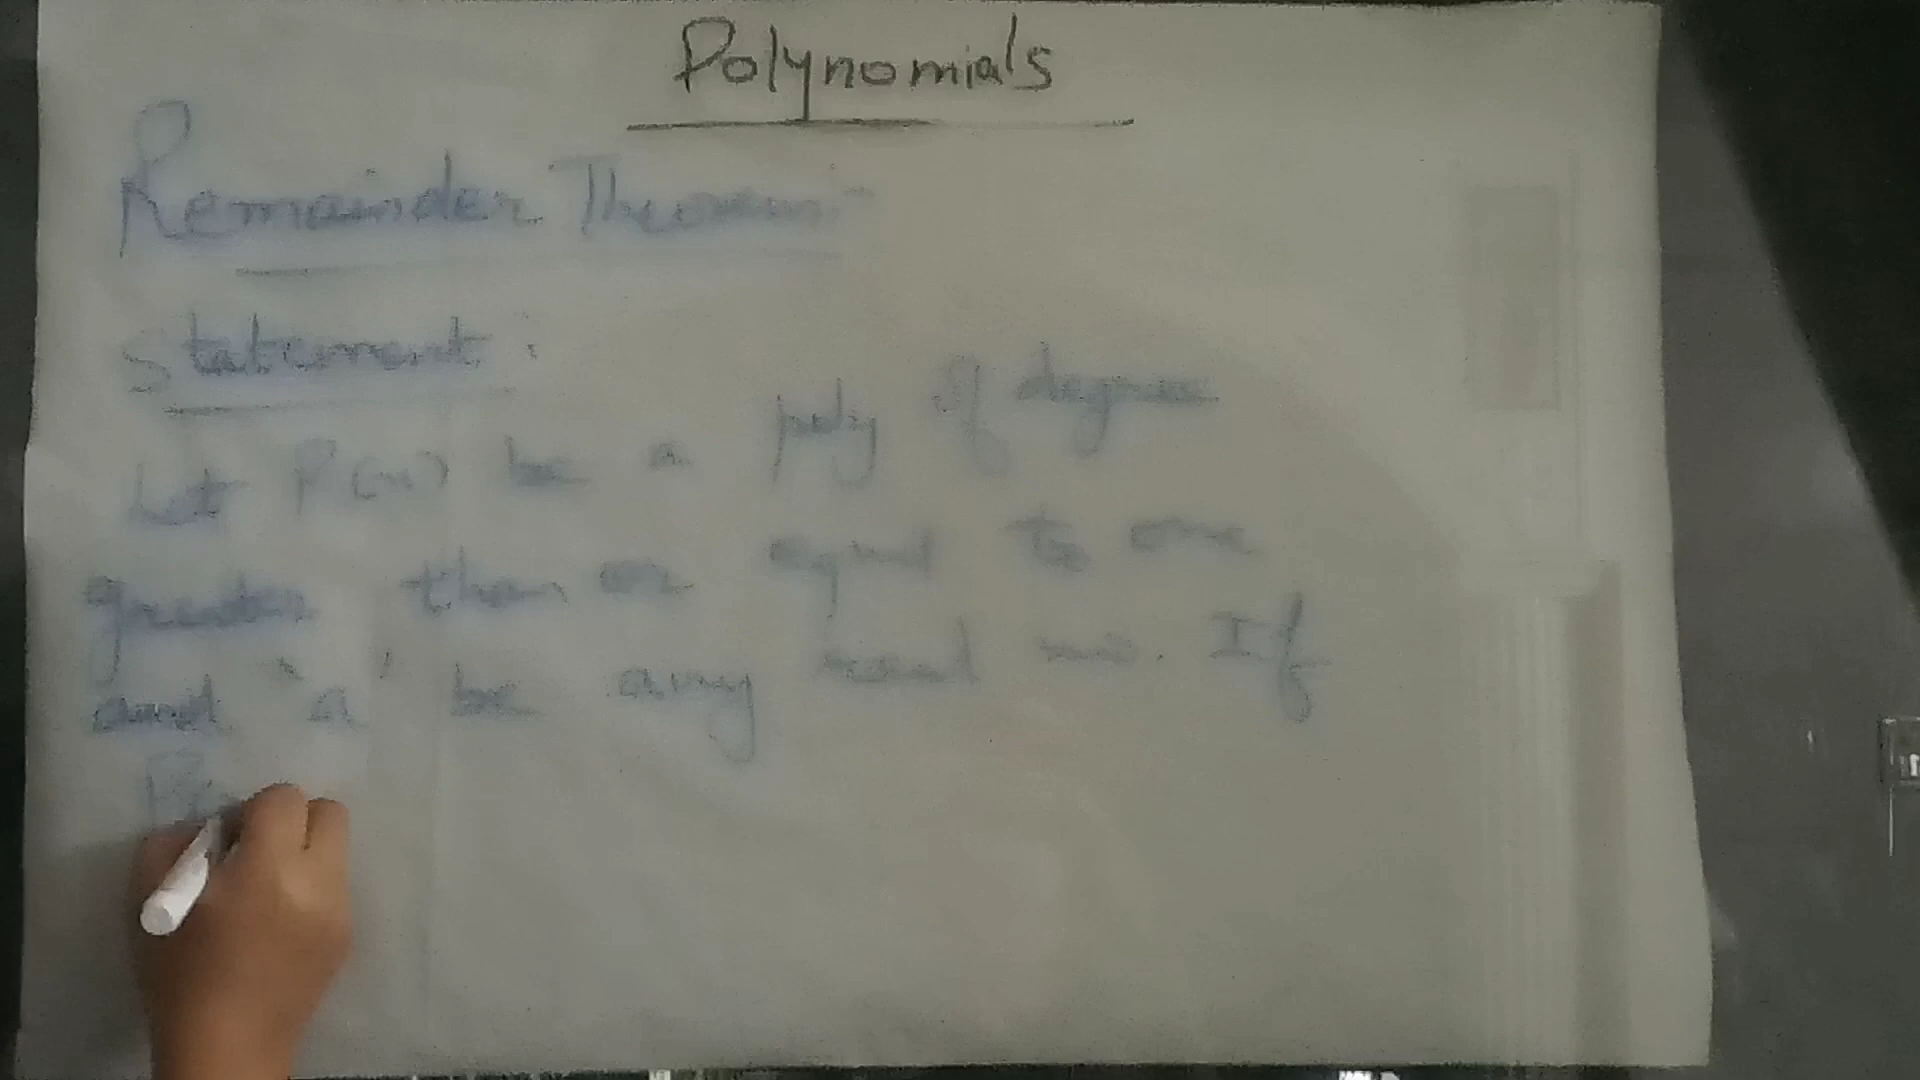 Polynomials
Remainder Theorem:-
Statement:
Let P(x) be a poly of degree
greater than or equal to one
and 'a' be any real no. If